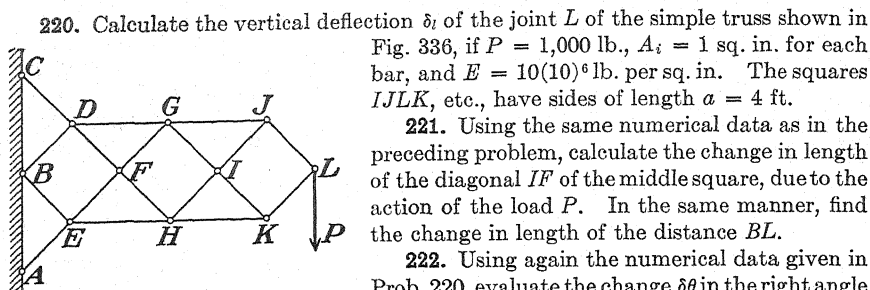 220. Calculate the vertical deflection δl of the joint L of the simple truss shown in
Fig. 336, if P = 1,000 lb., Ai = 1 sq. in. for each
bar, and E = 10(10)⁶ lb. per sq. in. The squares
IJLK, etc., have sides of length a = 4 ft.
221. Using the same numerical data as in the
preceding problem, calculate the change in length
of the diagonal IF of the middle square, due to the
action of the load P. In the same manner, find
the change in length of the distance BL.
222. Using again the numerical data given in
Prob. 220, evaluate the change δθ in the right angle
C
D
G
J
B
F
I
L
E
H
K
P
A